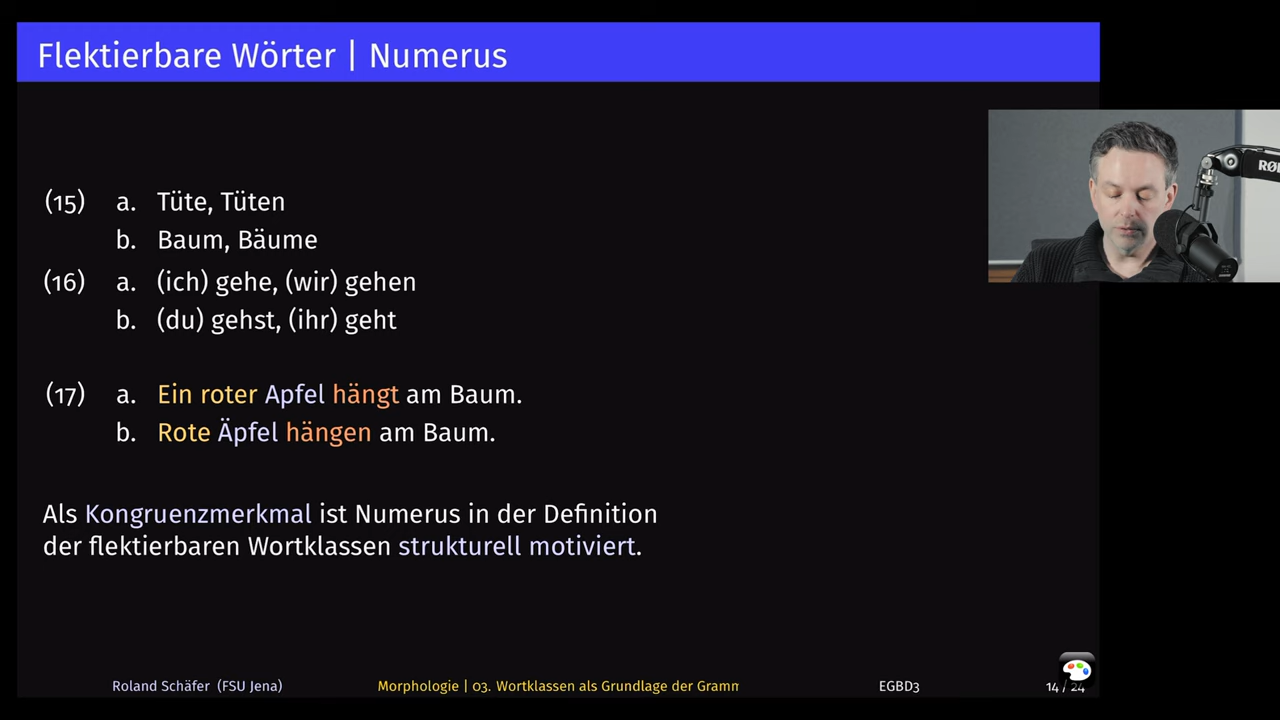 Flektierbare Wörter | Numerus
(15) a. Tüte, Tüten
b. Baum, Bäume
(16) a. (ich) gehe, (wir) gehen
b. (du) gehst, (ihr) geht
(17) a. Ein roter Apfel hängt am Baum.
b. Rote Äpfel hängen am Baum.
Als Kongruenzmerkmal ist Numerus in der Definition
der flektierbaren Wortklassen strukturell motiviert.
Roland Schäfer (FSU Jena) Morphologie | 03. Wortklassen als Grundlage der Gramm EGBD3 14 / 24